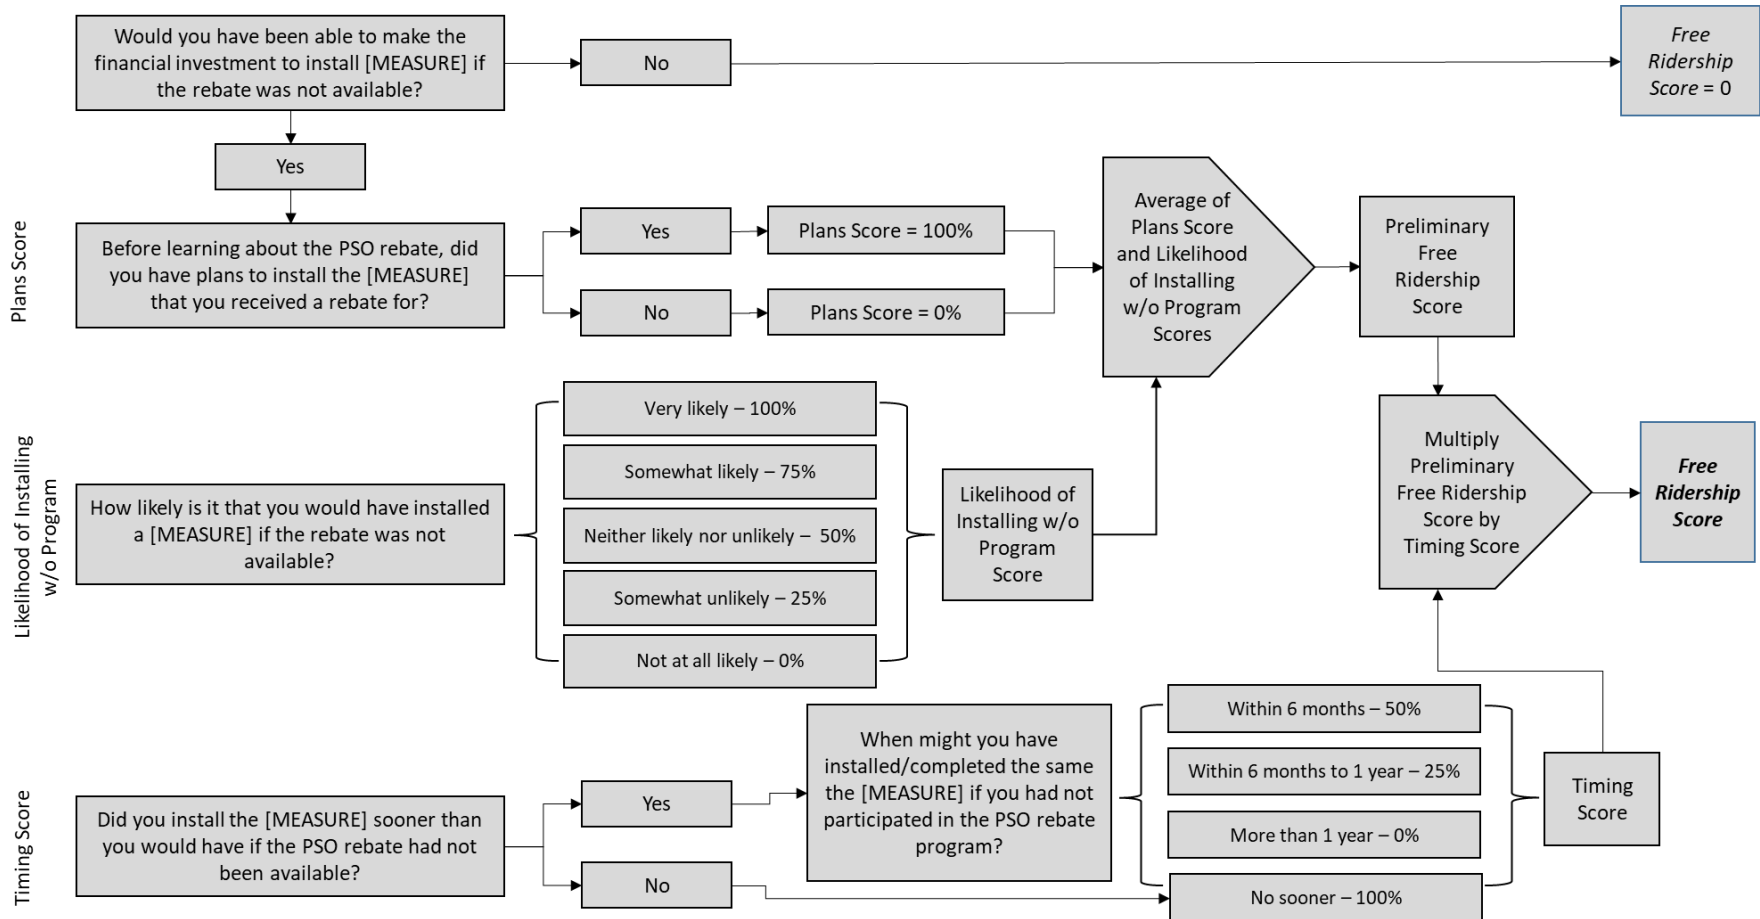 Would you have been able to make the
financial investment to install [MEASURE] if
the rebate was not available?
No
Free
Ridership
Score = 0
Yes
Plans Score
Before learning about the PSO rebate, did
you have plans to install the [MEASURE]
that you received a rebate for?
Yes
Plans Score = 100%
No
Plans Score = 0%
Average of
Plans Score
and Likelihood
of Installing
w/o Program
Scores
Preliminary
Free
Ridership
Score
Likelihood of Installing
w/o Program
How likely is it that you would have installed
a [MEASURE] if the rebate was not
available?
Very likely – 100%
Somewhat likely – 75%
Neither likely nor unlikely – 50%
Somewhat unlikely – 25%
Not at all likely – 0%
Likelihood of
Installing w/o
Program
Score
Multiply
Preliminary
Free Ridership
Score by
Timing Score
Free
Ridership
Score
Timing Score
Did you install the [MEASURE] sooner than
you would have if the PSO rebate had not
been available?
Yes
No
When might you have
installed/completed the same
the [MEASURE] if you had not
participated in the PSO rebate
program?
Within 6 months – 50%
Within 6 months to 1 year – 25%
More than 1 year – 0%
No sooner – 100%
Timing
Score